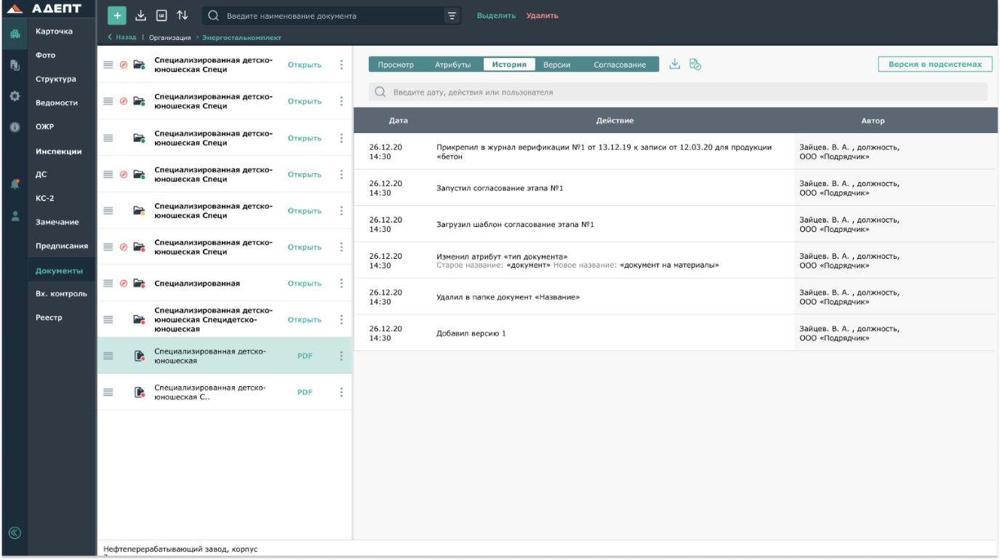 АДЕПТ
Карточка
Фото
Структура
Ведомости
ОЖР
Инспекции
ДС
КС-2
Замечание
Предписания
Документы
Вх. контроль
Реестр
Введите наименование документа
Выделить Удалить
Назад | Организация > Энергосталькомплект
Специализированная детско-
юношеская Специ
Открыть
Специализированная детско-
юношеская Специ
Открыть
Специализированная детско-
юношеская Специ
Открыть
Специализированная детско-
юношеская Специ
Открыть
Специализированная детско-
юношеская Специ
Открыть
Специализированная детско-
юношеская Специ
Открыть
Специализированная
Открыть
Специализированная детско-
юношеская Специдетско-
юношеская
Открыть
Специализированная детско-
юношеская
PDF
Специализированная детско-
юношеская С..
PDF
Нефтеперерабатывающий завод, корпус
Просмотр Атрибуты История Версии Согласование
Версия в подсистемах
Введите дату, действия или пользователя
Дата Действие Автор
26.12.20
14:30
Прикрепил в журнал верификации №1 от 13.12.19 к записи от 12.03.20 для продукции
«бетон
Зайцев. В. А. , должность,
ООО «Подрядчик»
26.12.20
14:30
Запустил согласование этапа №1
Зайцев. В. А. , должность,
ООО «Подрядчик»
26.12.20
14:30
Загрузил шаблон согласование этапа №1
Зайцев. В. А. , должность,
ООО «Подрядчик»
26.12.20
14:30
Изменил атрибут «тип документа»
Старое название: «документ» Новое название: «документ на материалы»
Зайцев. В. А. , должность,
ООО «Подрядчик»
26.12.20
14:30
Удалил в папке документ «Название»
Зайцев. В. А. , должность,
ООО «Подрядчик»
26.12.20
14:30
Добавил версию 1
Зайцев. В. А. , должность,
ООО «Подрядчик»